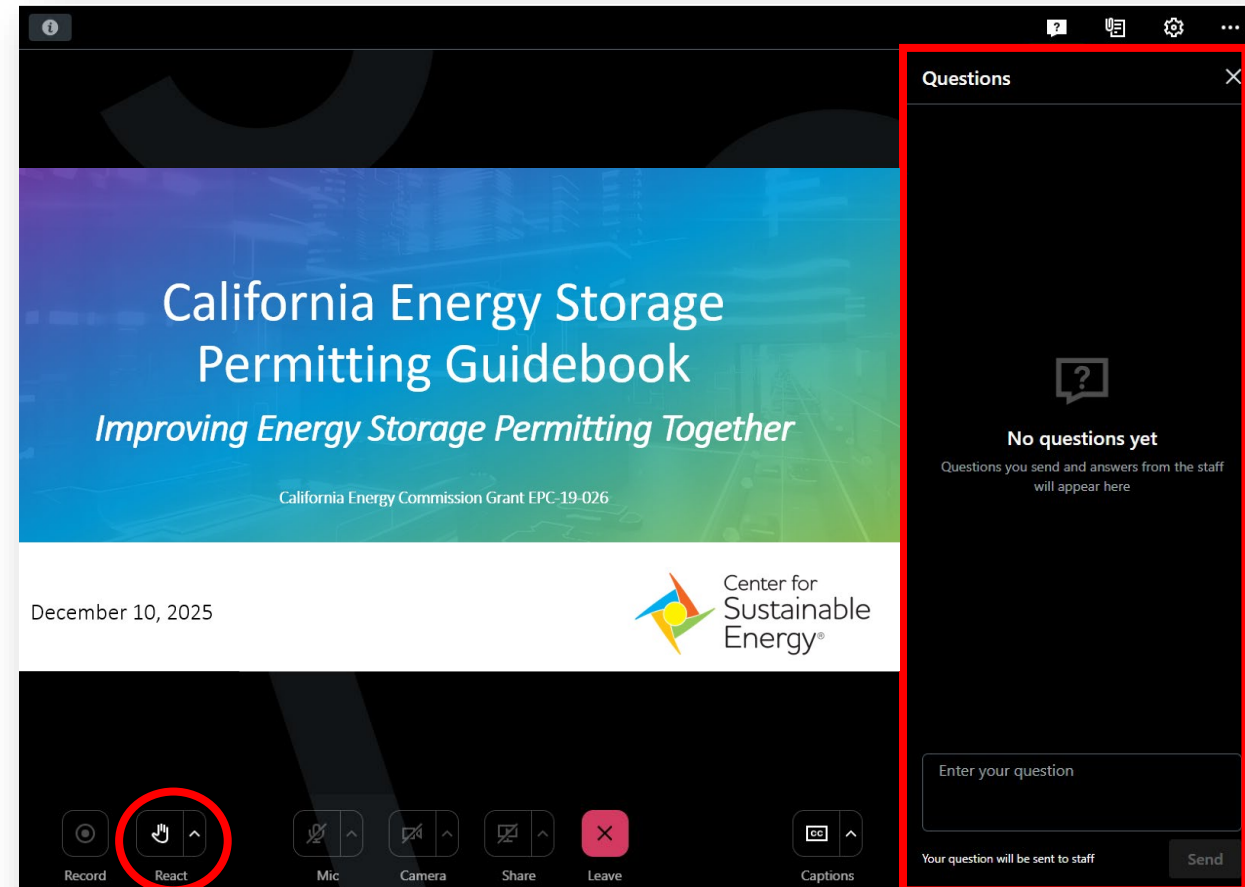 Questions
California Energy Storage
Permitting Guidebook
Improving Energy Storage Permitting Together
California Energy Commission Grant EPC-19-026
December 10, 2025
Center for
Sustainable
Energy®
No questions yet
Questions you send and answers from the staff
will appear here
Enter your question
Your question will be sent to staff
Send
CC
Record
React
Mic
Camera
Share
Leave
Captions